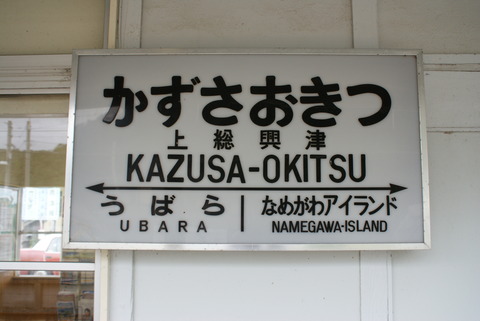 かずさおきつ
上総興津
KAZUSA-OKITSU
うばら なめがわアイランド
UBARA NAMEGAWA-ISLAND